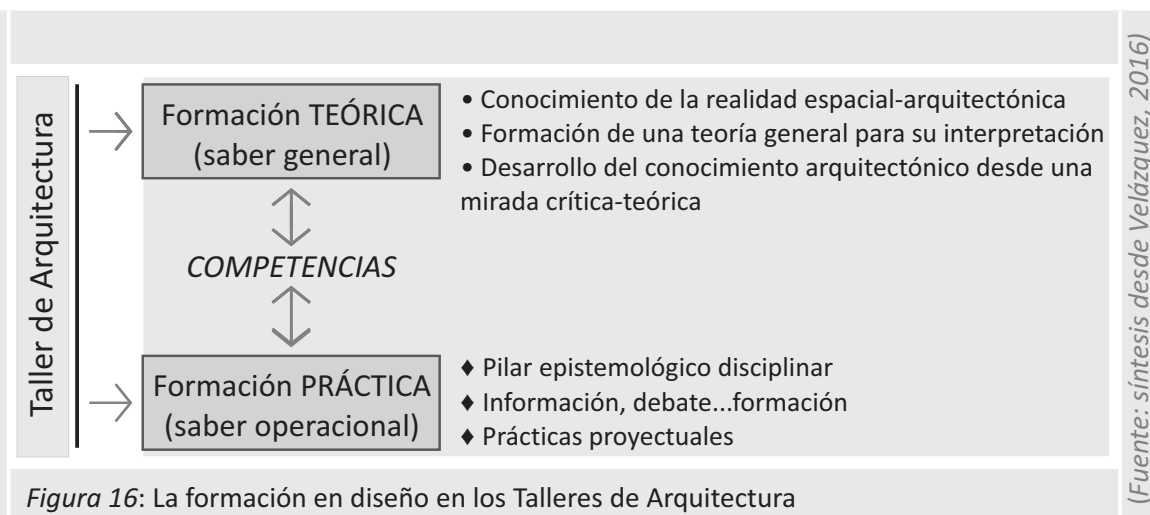 Taller de Arquitectura
Formación TEÓRICA
(saber general)
• Conocimiento de la realidad espacial-arquitectónica
• Formación de una teoría general para su interpretación
• Desarrollo del conocimiento arquitectónico desde una
mirada crítica-teórica
COMPETENCIAS
Formación PRÁCTICA
(saber operacional)
♦ Pilar epistemológico disciplinar
♦ Información, debate...formación
♦ Prácticas proyectuales
Figura 16: La formación en diseño en los Talleres de Arquitectura
(Fuente: síntesis desde Velázquez, 2016)